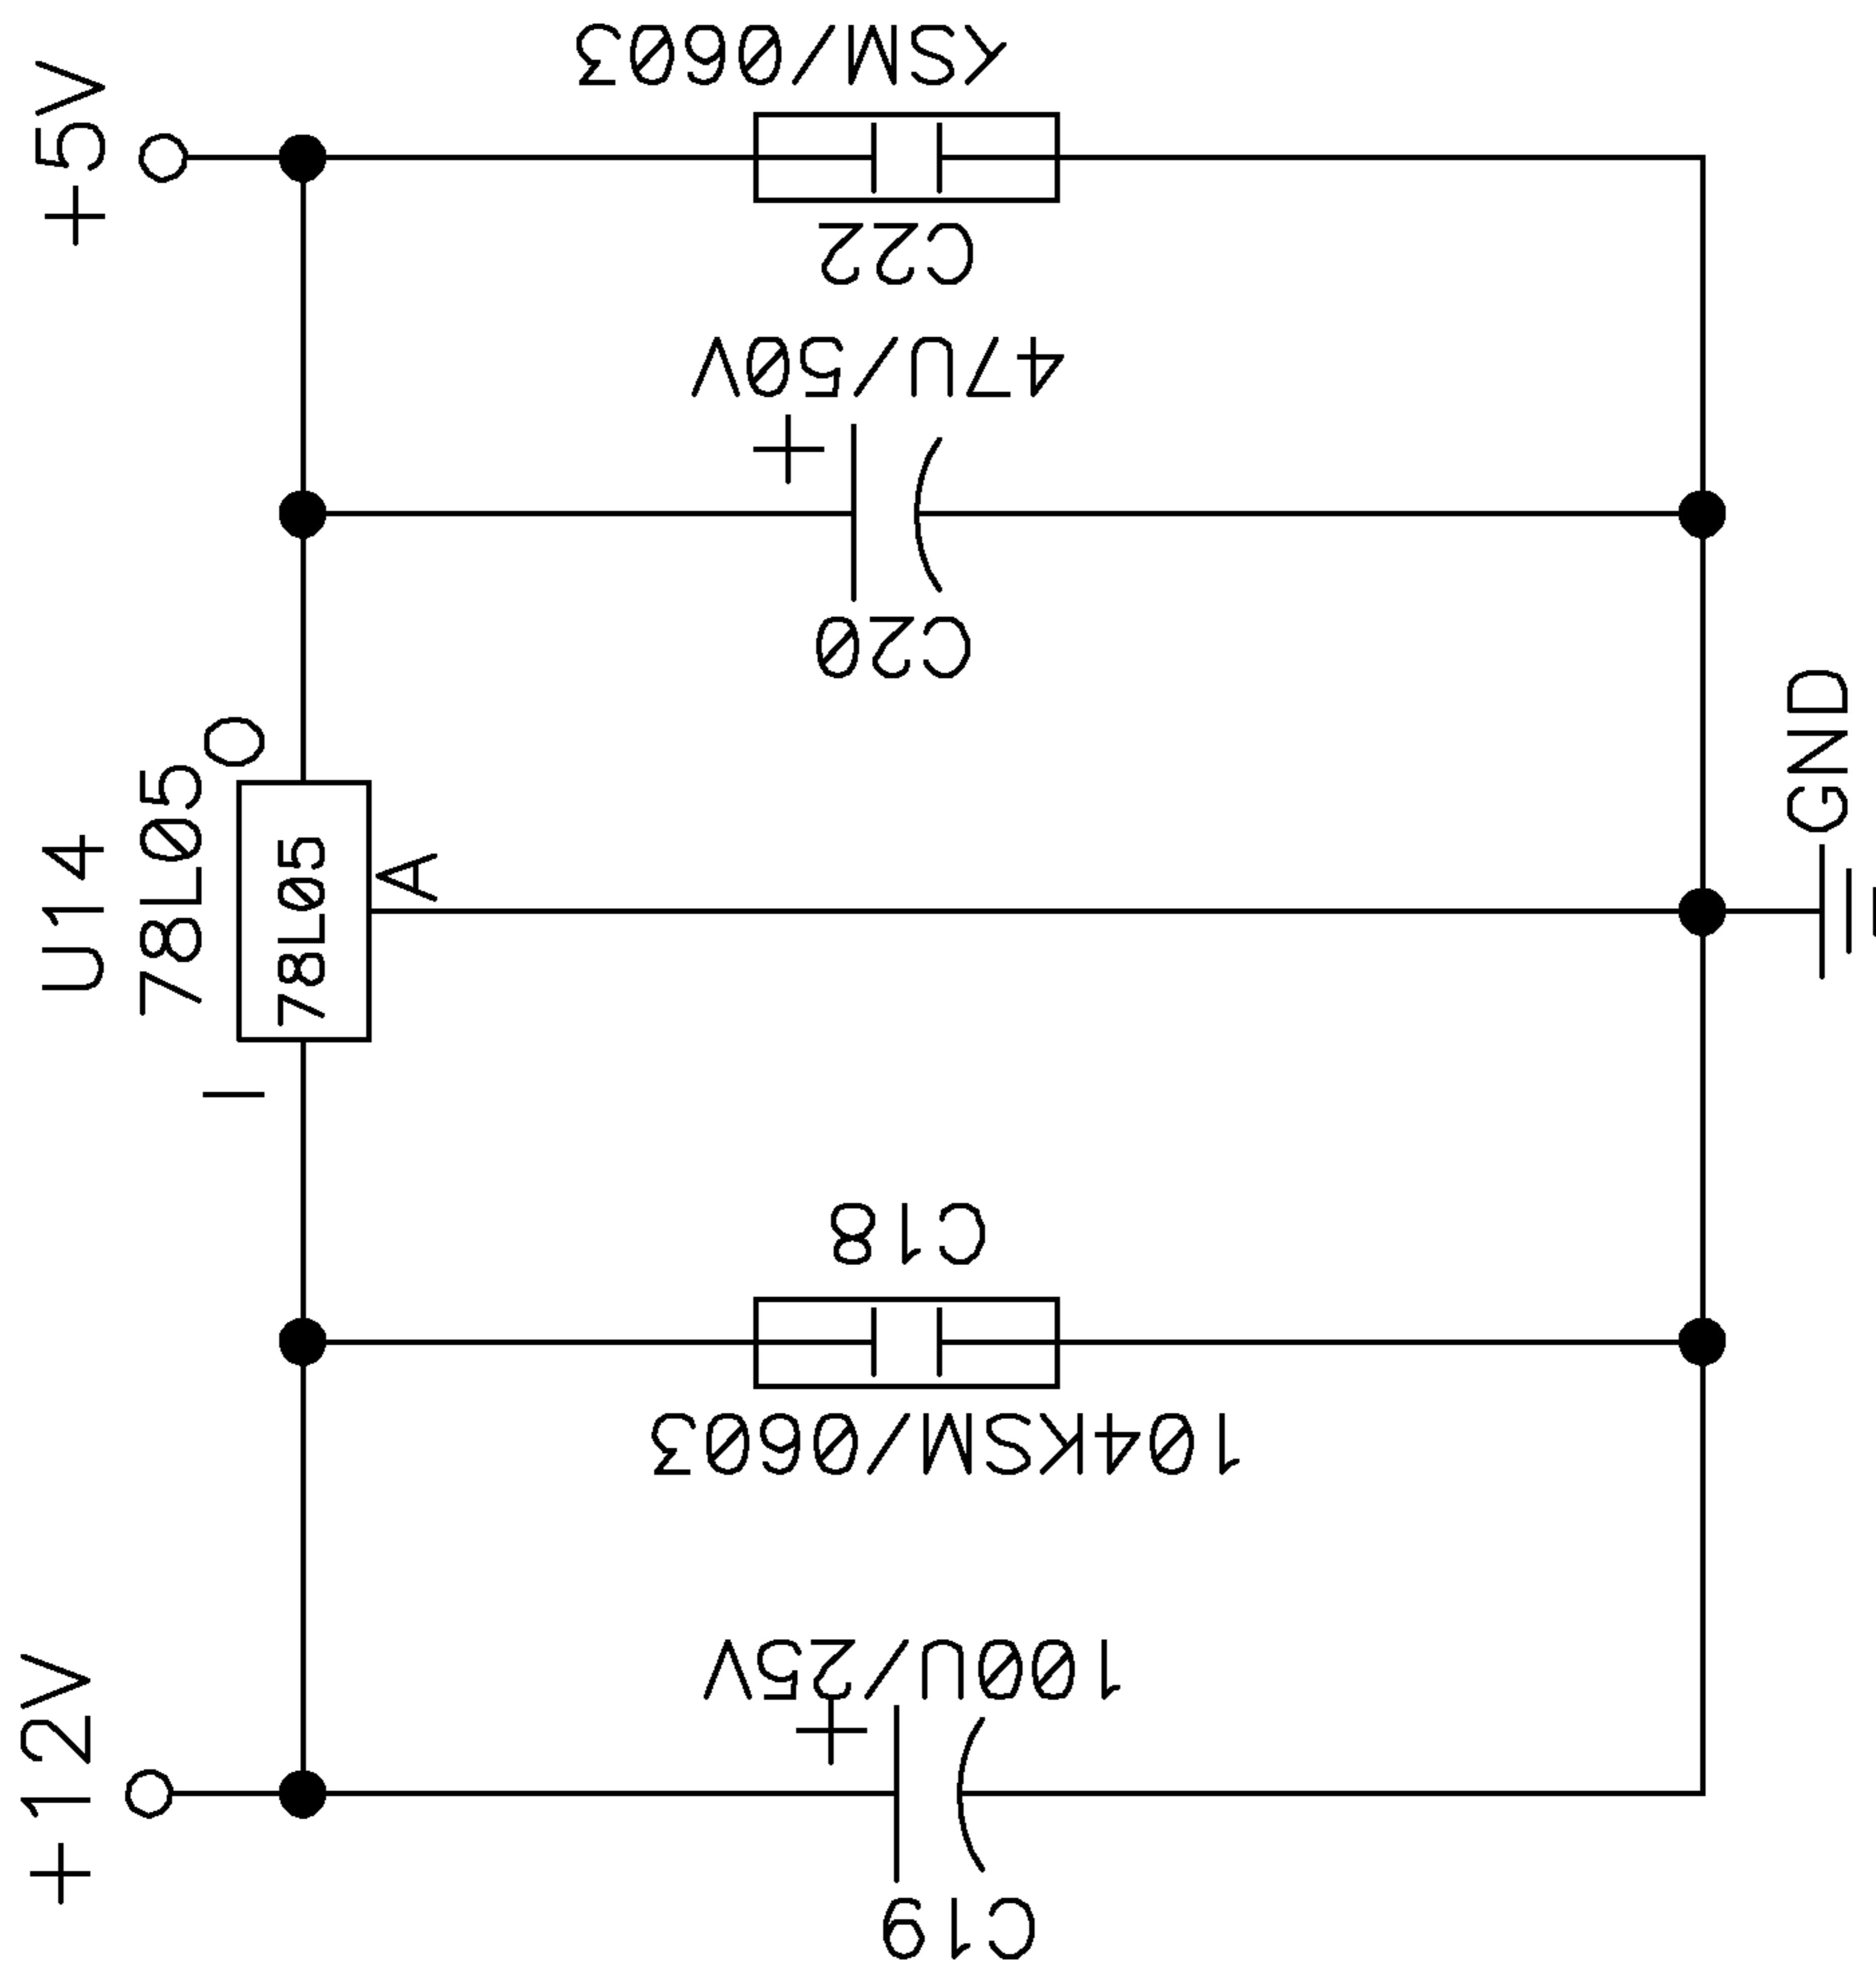 KSM/0603
+5V
C22
47U/50V
+
C20
GND
O
U14
78L05
78L05
A
I
C18
104KSM/0603
100U/25V
+
+12V
C19